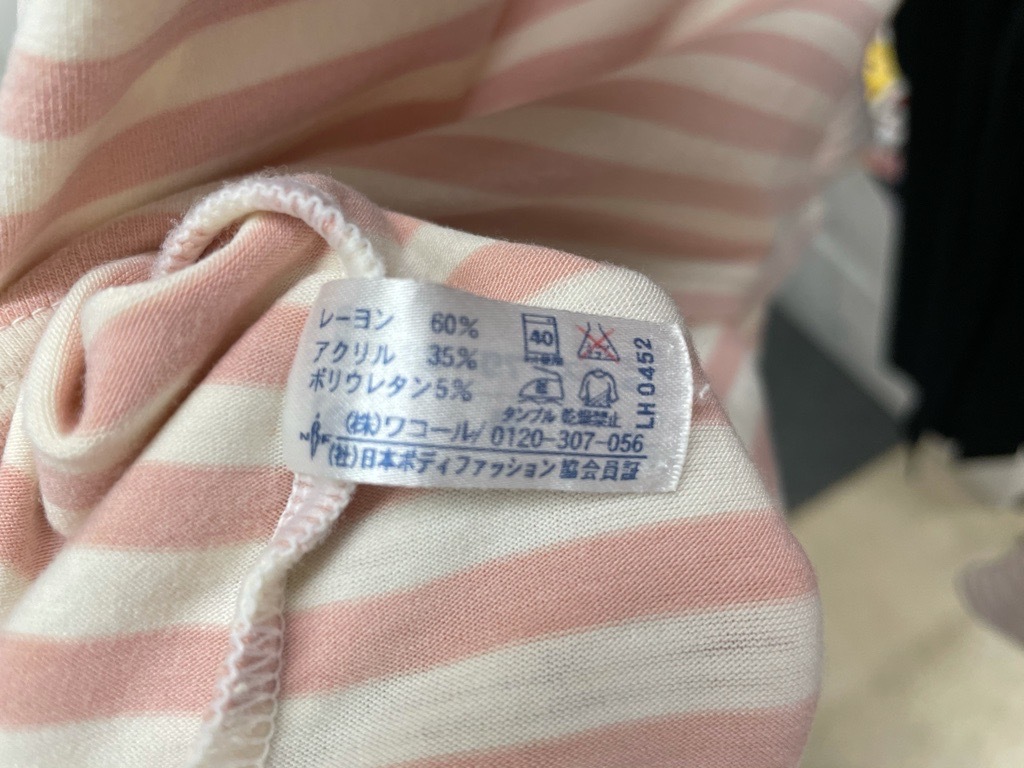 レーヨン 60%
アクリル 35%
ポリウレタン 5%
40
タンブル 乾燥禁止
LH 0452
(株)ワコール/ 0120-307-056
NBF (社)日本ボディファッション協会員証